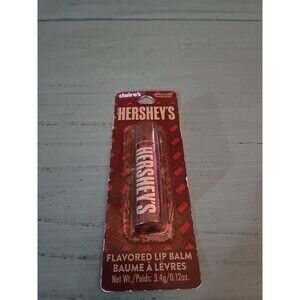 claire's
HERSHEY'S
HERSHEY'S
FLAVORED LIP BALM
BAUME À LÈVRES
Net Wt./Poids: 3.4g/0.12oz.